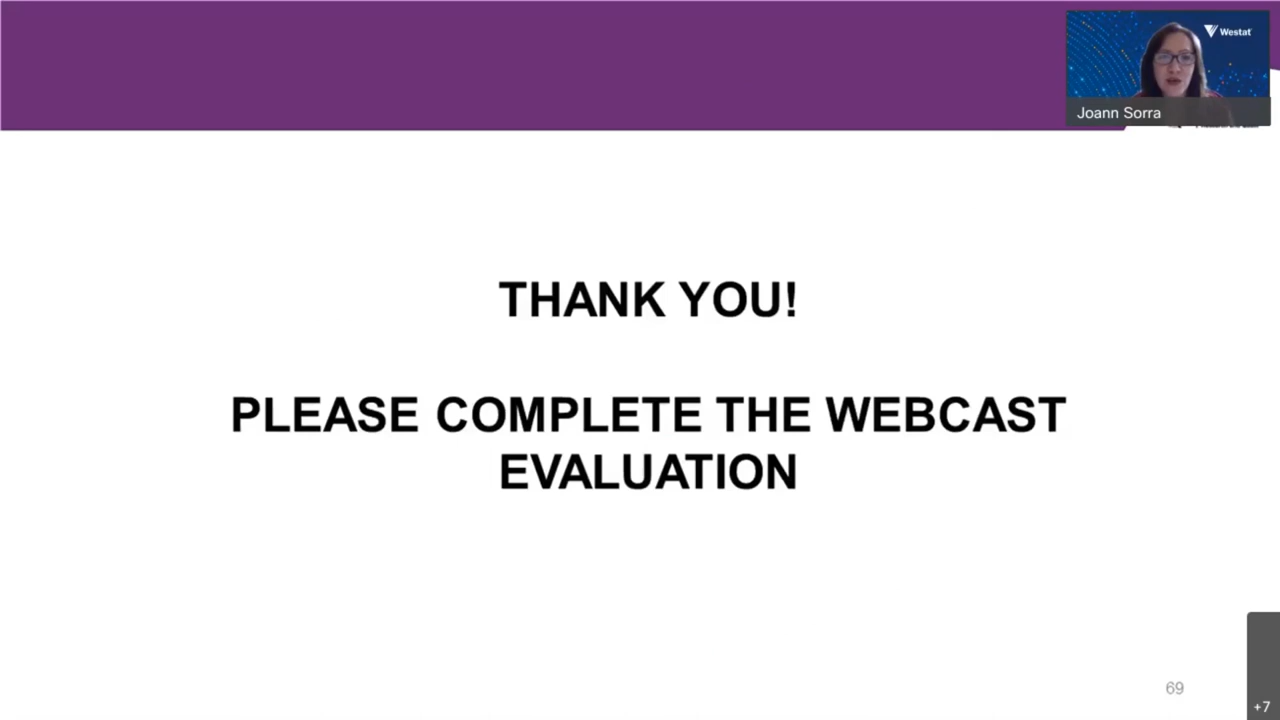 Westat
Joann Sorra
THANK YOU!
PLEASE COMPLETE THE WEBCAST
EVALUATION
69
+7